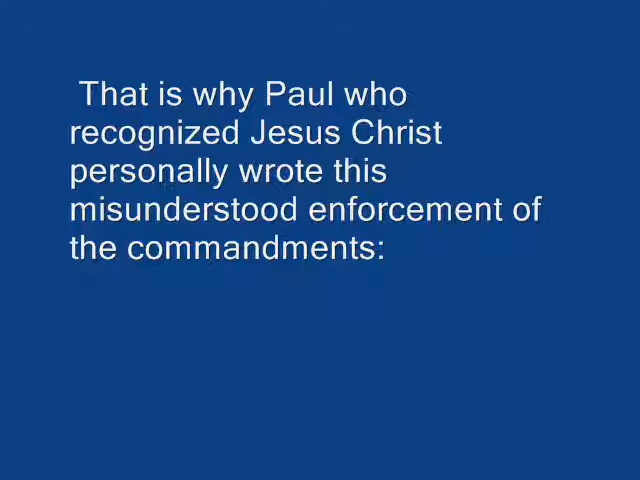 That is why Paul who
recognized Jesus Christ
personally wrote this
misunderstood enforcement of
the commandments: